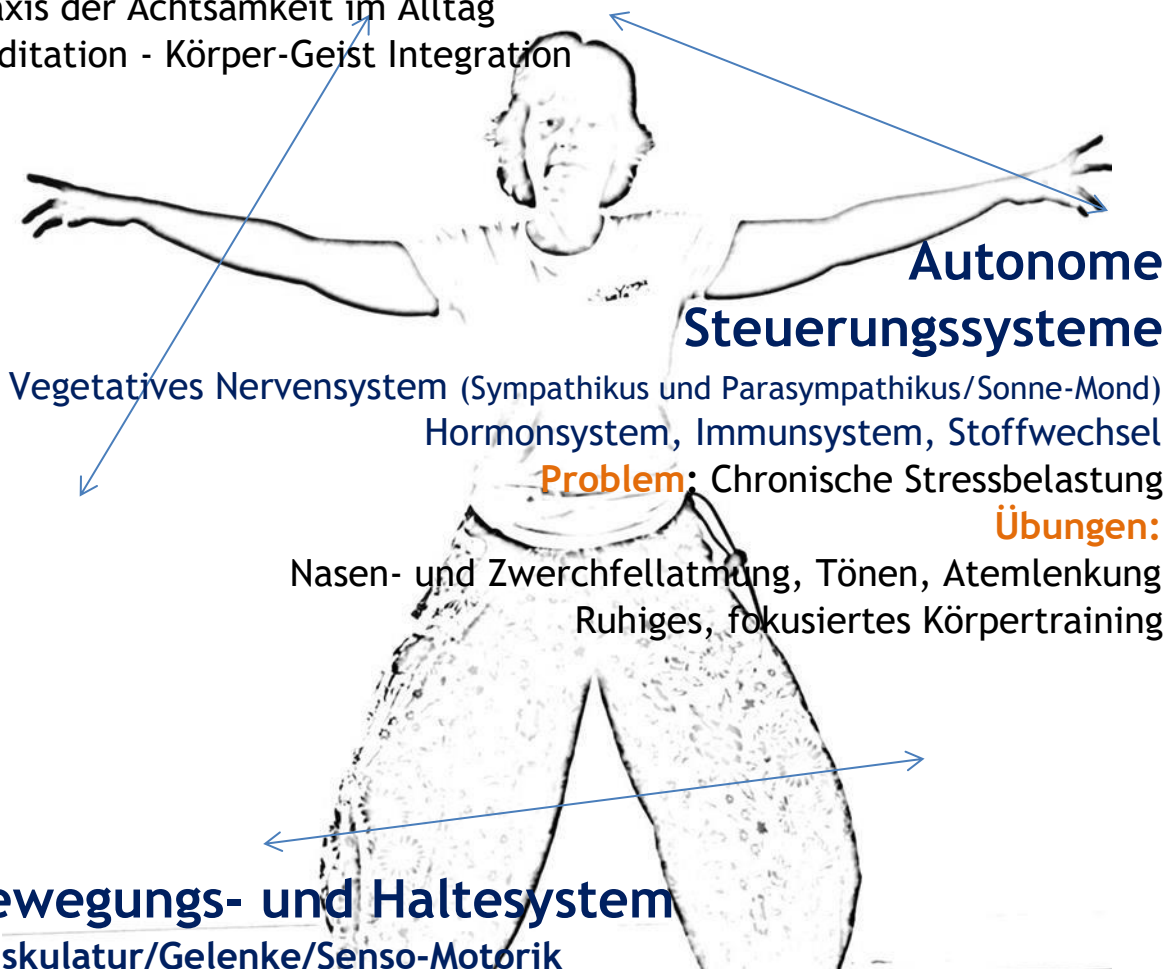 axis der Achtsamkeit im Alltag
ditation - Körper-Geist Integration
Autonome
Steuerungssysteme
Vegetatives Nervensystem (Sympathikus und Parasympathikus/Sonne-Mond)
Hormonsystem, Immunsystem, Stoffwechsel
Problem: Chronische Stressbelastung
Übungen:
Nasen- und Zwerchfellatmung, Tönen, Atemlenkung
Ruhiges, fokusiertes Körpertraining
ewegungs- und Haltesystem
skulatur/Gelenke/Senso-Motorik